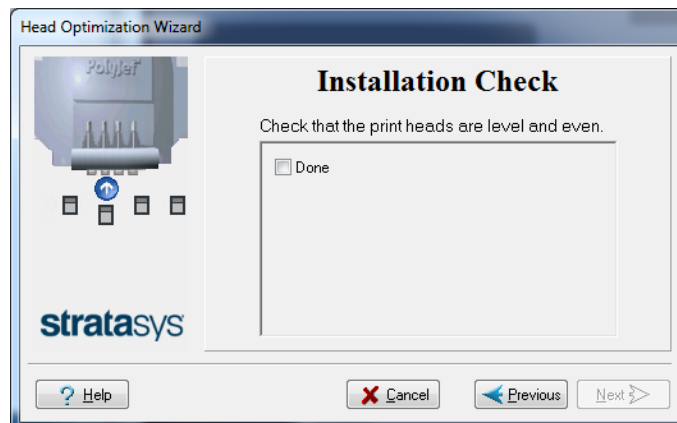 Head Optimization Wizard
PolyJet
Installation Check
Check that the print heads are level and even.
Done
stratasys
? Help
Cancel
Previous
Next